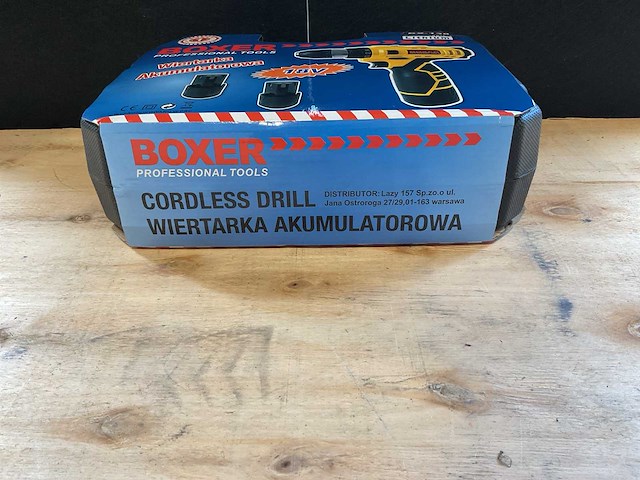 BOXER
PROFESSIONAL TOOLS
Wiertarka
Akumulatorowa
BOXER
PROFESSIONAL TOOLS
CORDLESS DRILL
DISTRIBUTOR: Lazy 157 Sp.zo.o ul.
Jana Ostroroga 27/29,01-163 warsawa
WIERTARKA AKUMULATOROWA